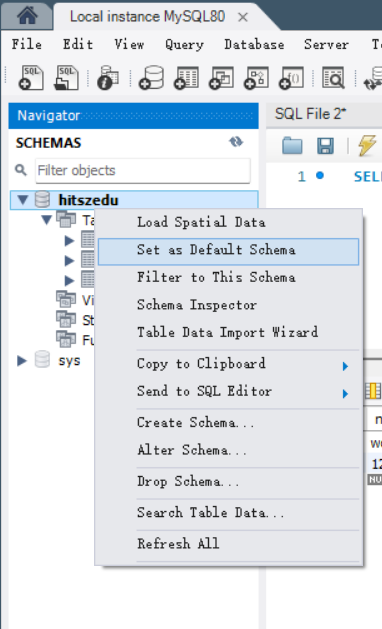 Local instance MySQL80
File Edit View Query Database Server
SQL SQL
Navigator
SQL File 2*
SCHEMAS
Filter objects
1 SEL
hitszedu
Ta
Vi
St
Fu
sys
Load Spatial Data
Set as Default Schema
Filter to This Schema
Schema Inspector
Table Data Import Wizard
Copy to Clipboard
Send to SQL Editor
Create Schema...
Alter Schema...
Drop Schema...
Search Table Data...
Refresh All
12
NU